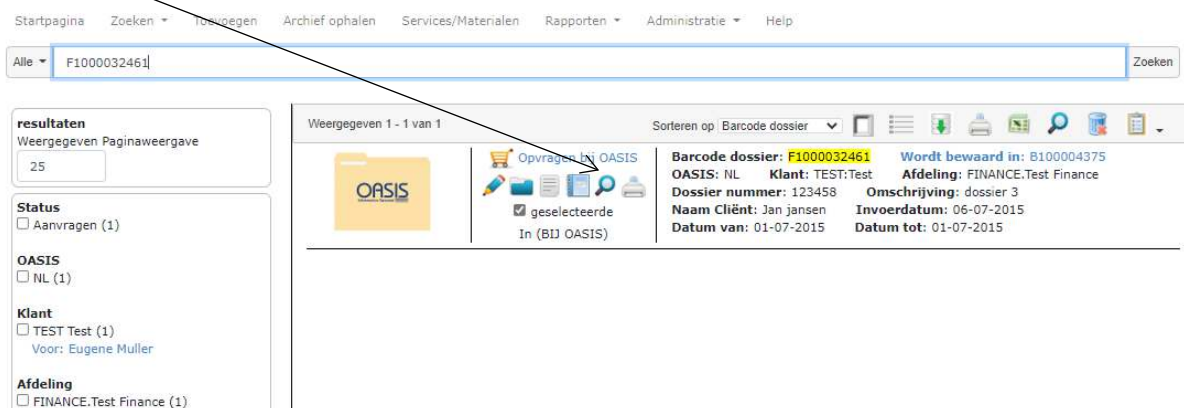 Startpagina Zoeken Toevoegen Archief ophalen Services/Materialen Rapporten Administratie Help
Alle F1000032461 Zoeken
resultaten
Weergegeven Paginaweergave
25
Status
Aanvragen (1)
OASIS
NL (1)
Klant
TEST Test (1)
Voor: Eugene Muller
Afdeling
FINANCE.Test Finance (1)
Weergegeven 1 - 1 van 1 Sorteren op Barcode dossier
OASIS
Opvragen bij OASIS
geselecteerde
In (BIJ OASIS)
Barcode dossier: F1000032461 Wordt bewaard in: B100004375
OASIS: NL Klant: TEST:Test Afdeling: FINANCE.Test Finance
Dossier nummer: 123458 Omschrijving: dossier 3
Naam Cliënt: Jan jansen Invoerdatum: 06-07-2015
Datum van: 01-07-2015 Datum tot: 01-07-2015